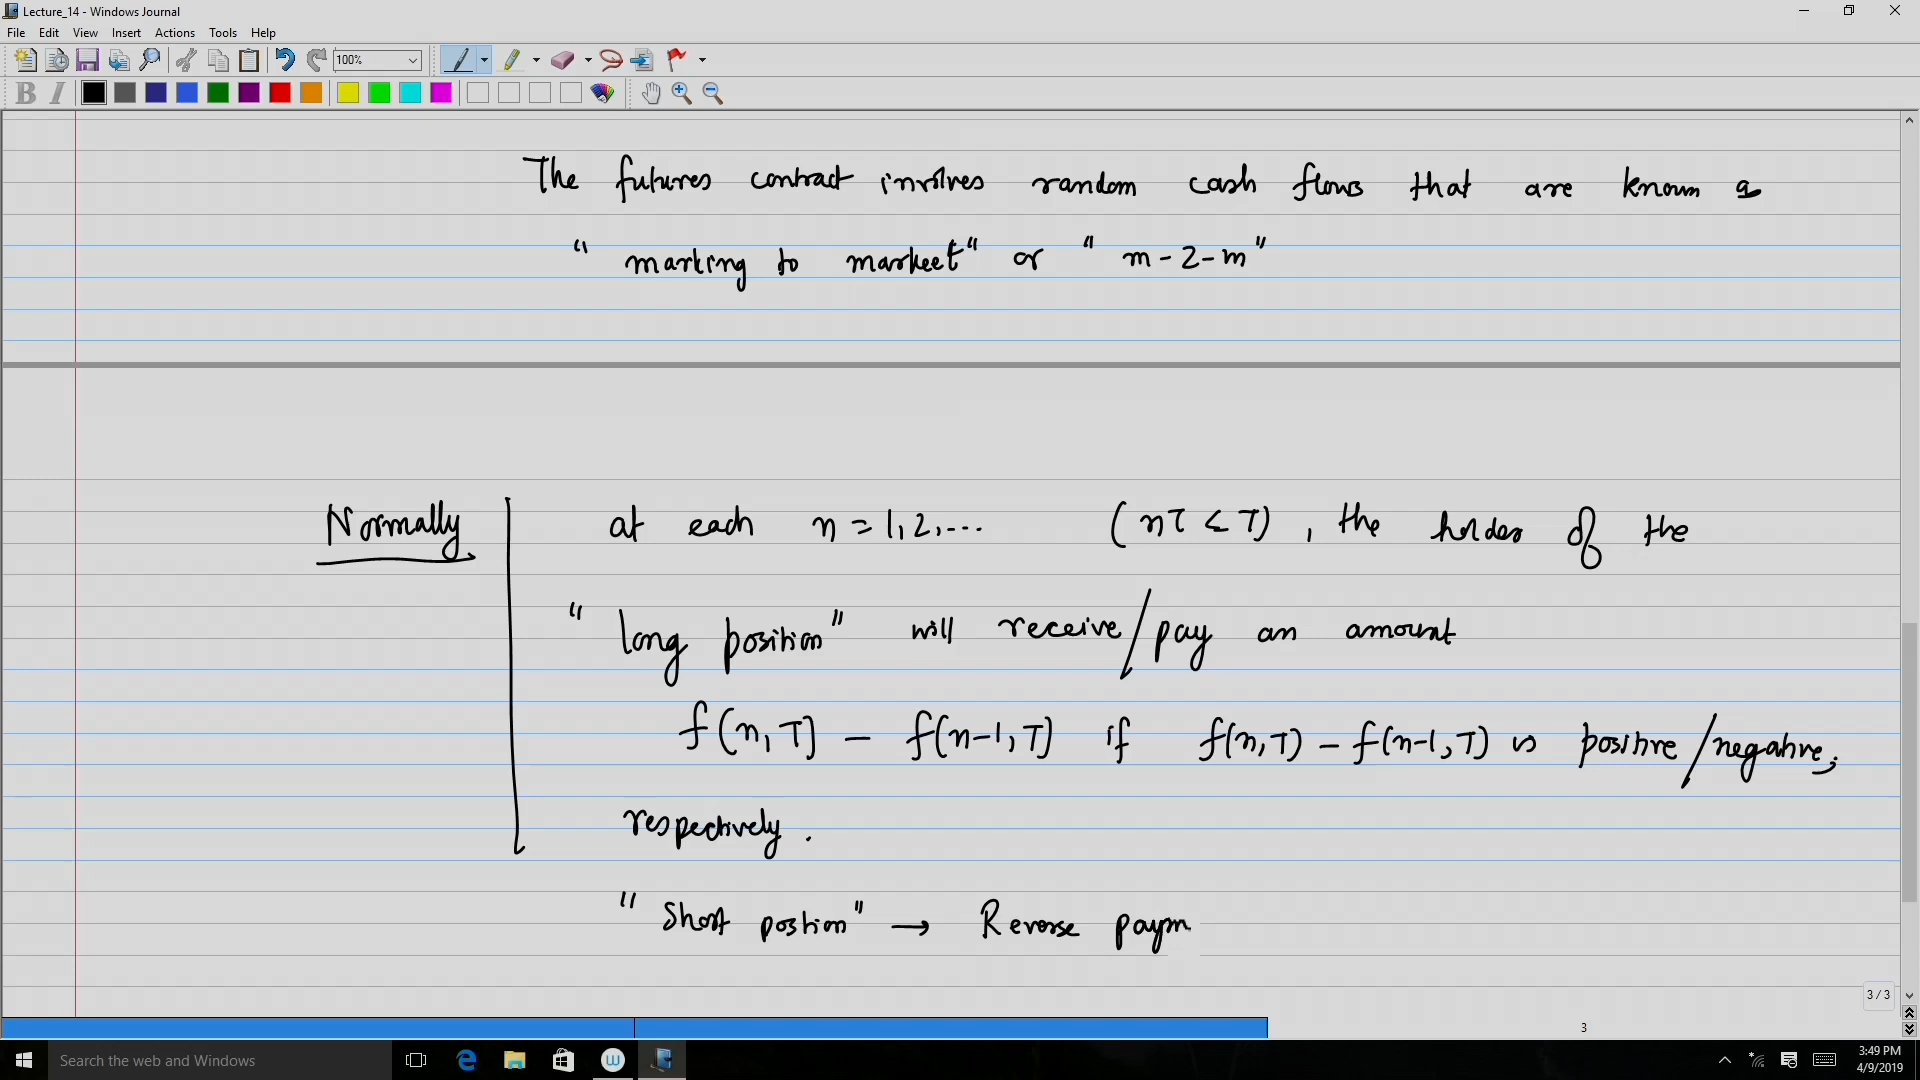 Lecture_14 - Windows Journal
File Edit View Insert Actions Tools Help
100%
B I
The futures contract involves random cash flows that are known as
" marking to markeet" or " m-2-m"
Normally at each n = 1,2,... (nτ ≤ T), the holder of the
" long position" will receive/pay an amount
f(n,T] - f(n-1,T) if f(n,T) - f(n-1,T) is positive/negative,
respectively.
" Short postion" → Reverse paym
3 / 3
3
Search the web and Windows
3:49 PM
4/9/2019